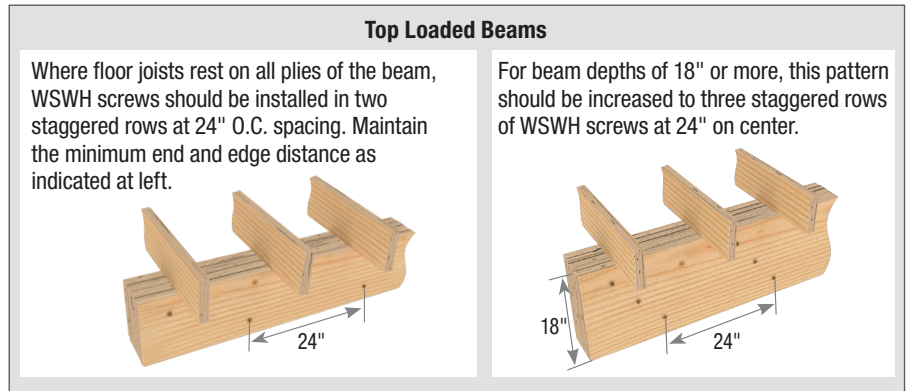 Top Loaded Beams
Where floor joists rest on all plies of the beam,
WSWH screws should be installed in two
staggered rows at 24" O.C. spacing. Maintain
the minimum end and edge distance as
indicated at left.
24"
For beam depths of 18" or more, this pattern
should be increased to three staggered rows
of WSWH screws at 24" on center.
18"
24"